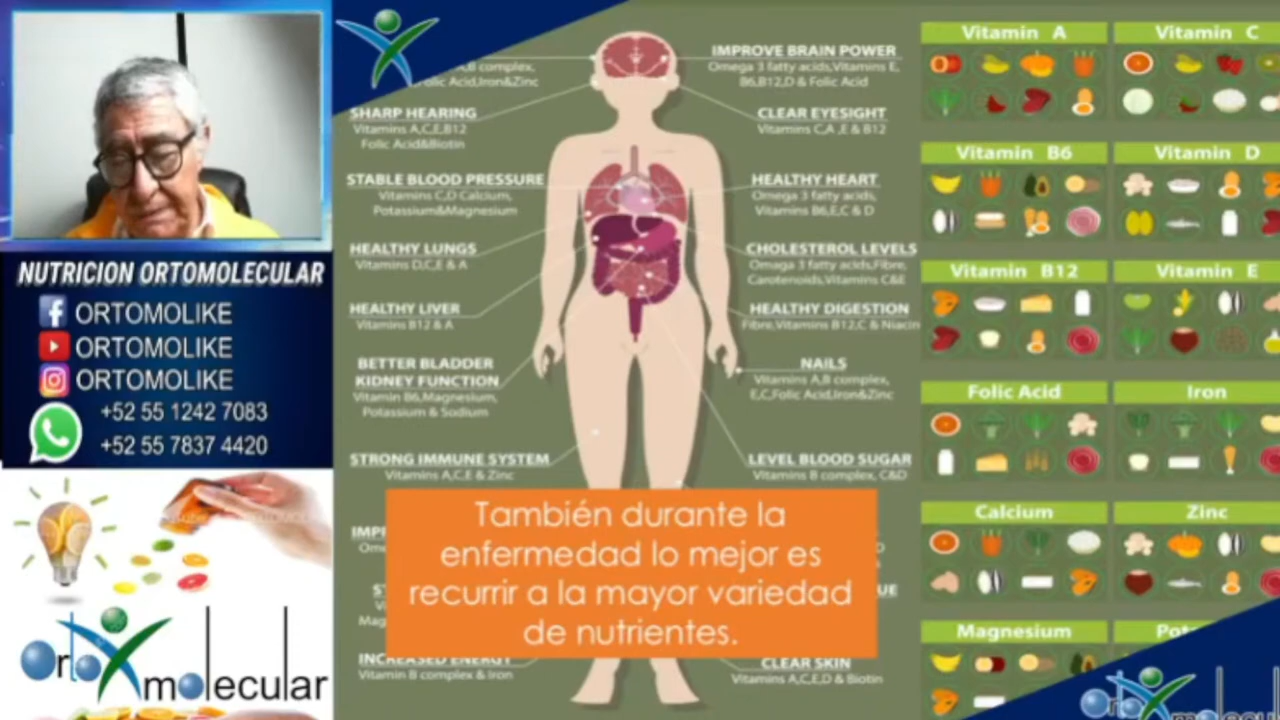 NUTRICION ORTOMOLECULAR
ORTOMOLIKE
ORTOMOLIKE
ORTOMOLIKE
+52 55 1242 7083
+52 55 7837 4420
Ortomolecular
complex,
Folic Acid,Iron&Zinc
SHARP HEARING
Vitamins A,C,E,B12
Folic Acid&Biotin
STABLE BLOOD PRESSURE
Vitamins C,D Calcium,
Potassium&Magnesium
HEALTHY LUNGS
Vitamins D,C,E & A
HEALTHY LIVER
Vitamins B12 & A
BETTER BLADDER
KIDNEY FUNCTION
Vitamin B6,Magnesium,
Potassium & Sodium
STRONG IMMUNE SYSTEM
Vitamins A,C,E & Zinc
INCREASED ENERGY
Vitamin B complex & Iron
IMPROVE BRAIN POWER
Omega 3 fatty acids,Vitamins E,
B6,B12,D & Folic Acid
CLEAR EYESIGHT
Vitamins C,A ,E & B12
HEALTHY HEART
Omega 3 fatty acids,
Vitamins B6,E,C & D
CHOLESTEROL LEVELS
Omaga 3 fatty acids,Fibre,
Carotenoids,Vitamins C&E
HEALTHY DIGESTION
Fibre,Vitamins B12,C & Niacin
NAILS
Vitamins A,B complex,
E,C,Folic Acid,Iron&Zinc
LEVEL BLOOD SUGAR
Vitamins B complex, C&D
CLEAR SKIN
Vitamins A,C,E,D & Biotin
También durante la
enfermedad lo mejor es
recurrir a la mayor variedad
de nutrientes.
Vitamin A
Vitamin C
Vitamin B6
Vitamin D
Vitamin B12
Vitamin E
Folic Acid
Iron
Calcium
Zinc
Magnesium